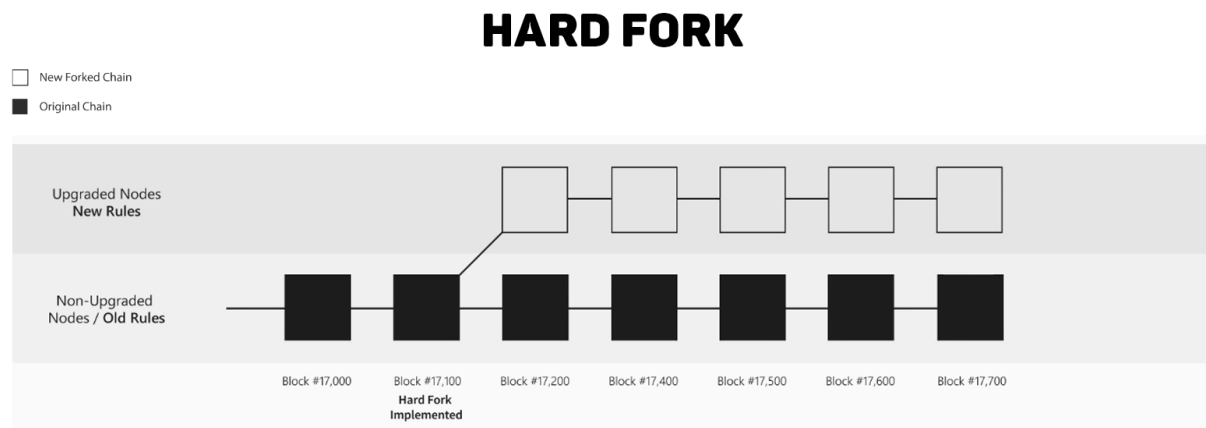 HARD FORK
New Forked Chain
Original Chain
Upgraded Nodes
New Rules
Non-Upgraded
Nodes / Old Rules
Block #17,000
Block #17,100
Block #17,200
Block #17,400
Block #17,500
Block #17,600
Block #17,700
Hard Fork
Implemented